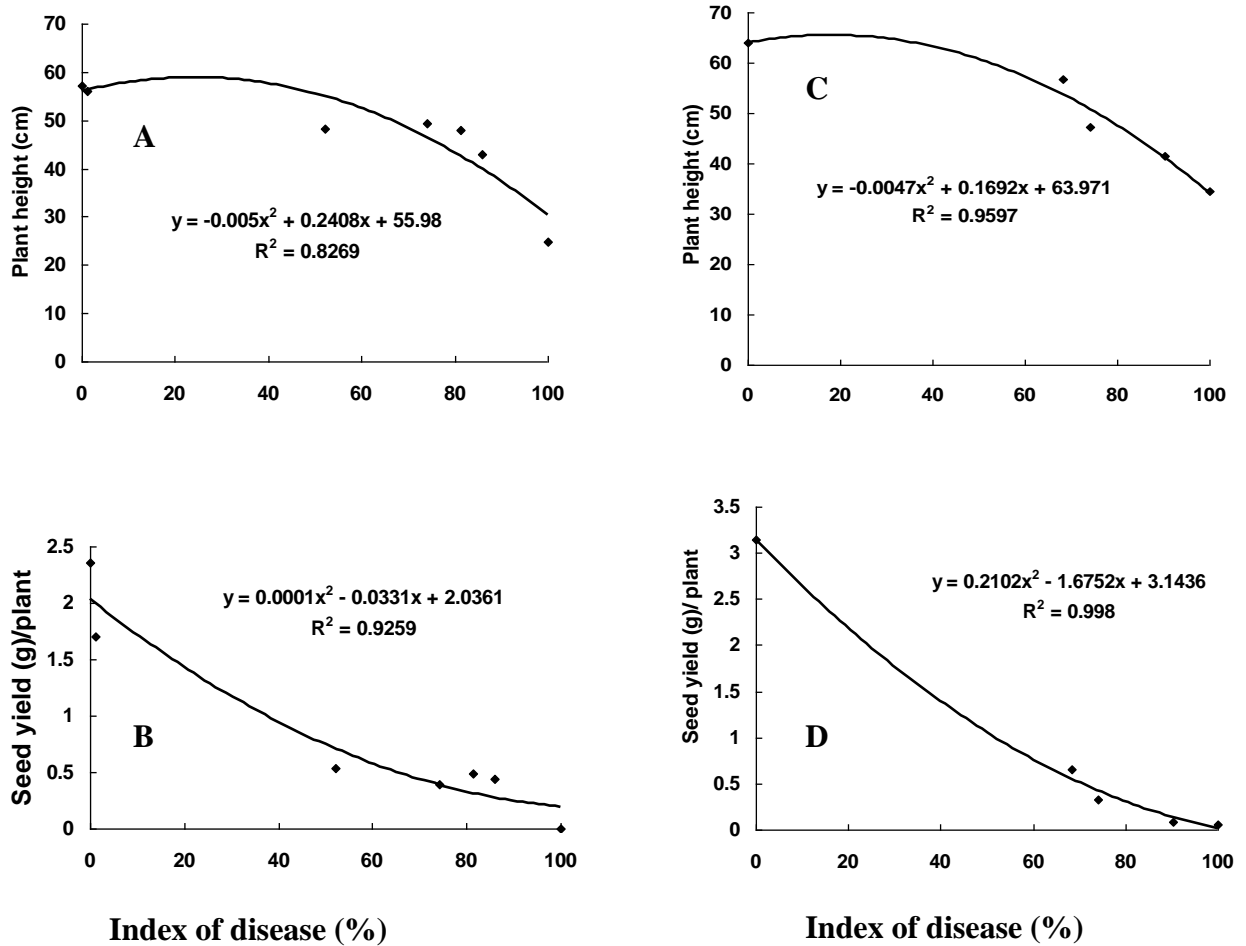 70
60
50
40
30
20
10
0
Plant height (cm)
A
y = -0.005x² + 0.2408x + 55.98
R² = 0.8269
0 20 40 60 80 100
70
60
50
40
30
20
10
0
Plant height (cm)
C
y = -0.0047x² + 0.1692x + 63.971
R² = 0.9597
0 20 40 60 80 100
2.5
2
1.5
1
0.5
0
Seed yield (g)/plant
y = 0.0001x² - 0.0331x + 2.0361
R² = 0.9259
B
0 20 40 60 80 100
Index of disease (%)
3.5
3
2.5
2
1.5
1
0.5
0
Seed yield (g)/ plant
y = 0.2102x² - 1.6752x + 3.1436
R² = 0.998
D
0 20 40 60 80 100
Index of disease (%)